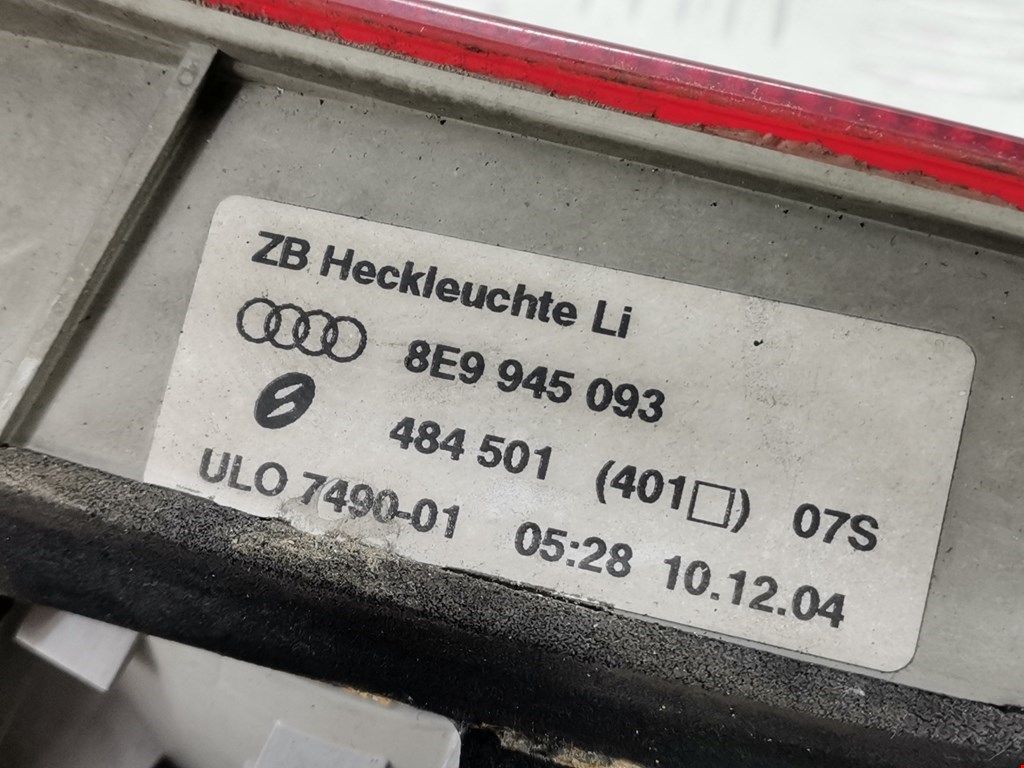 ZB Heckleuchte Li
8E9 945 093
484 501 (401□) 07S
ULO 7490-01 05:28 10.12.04